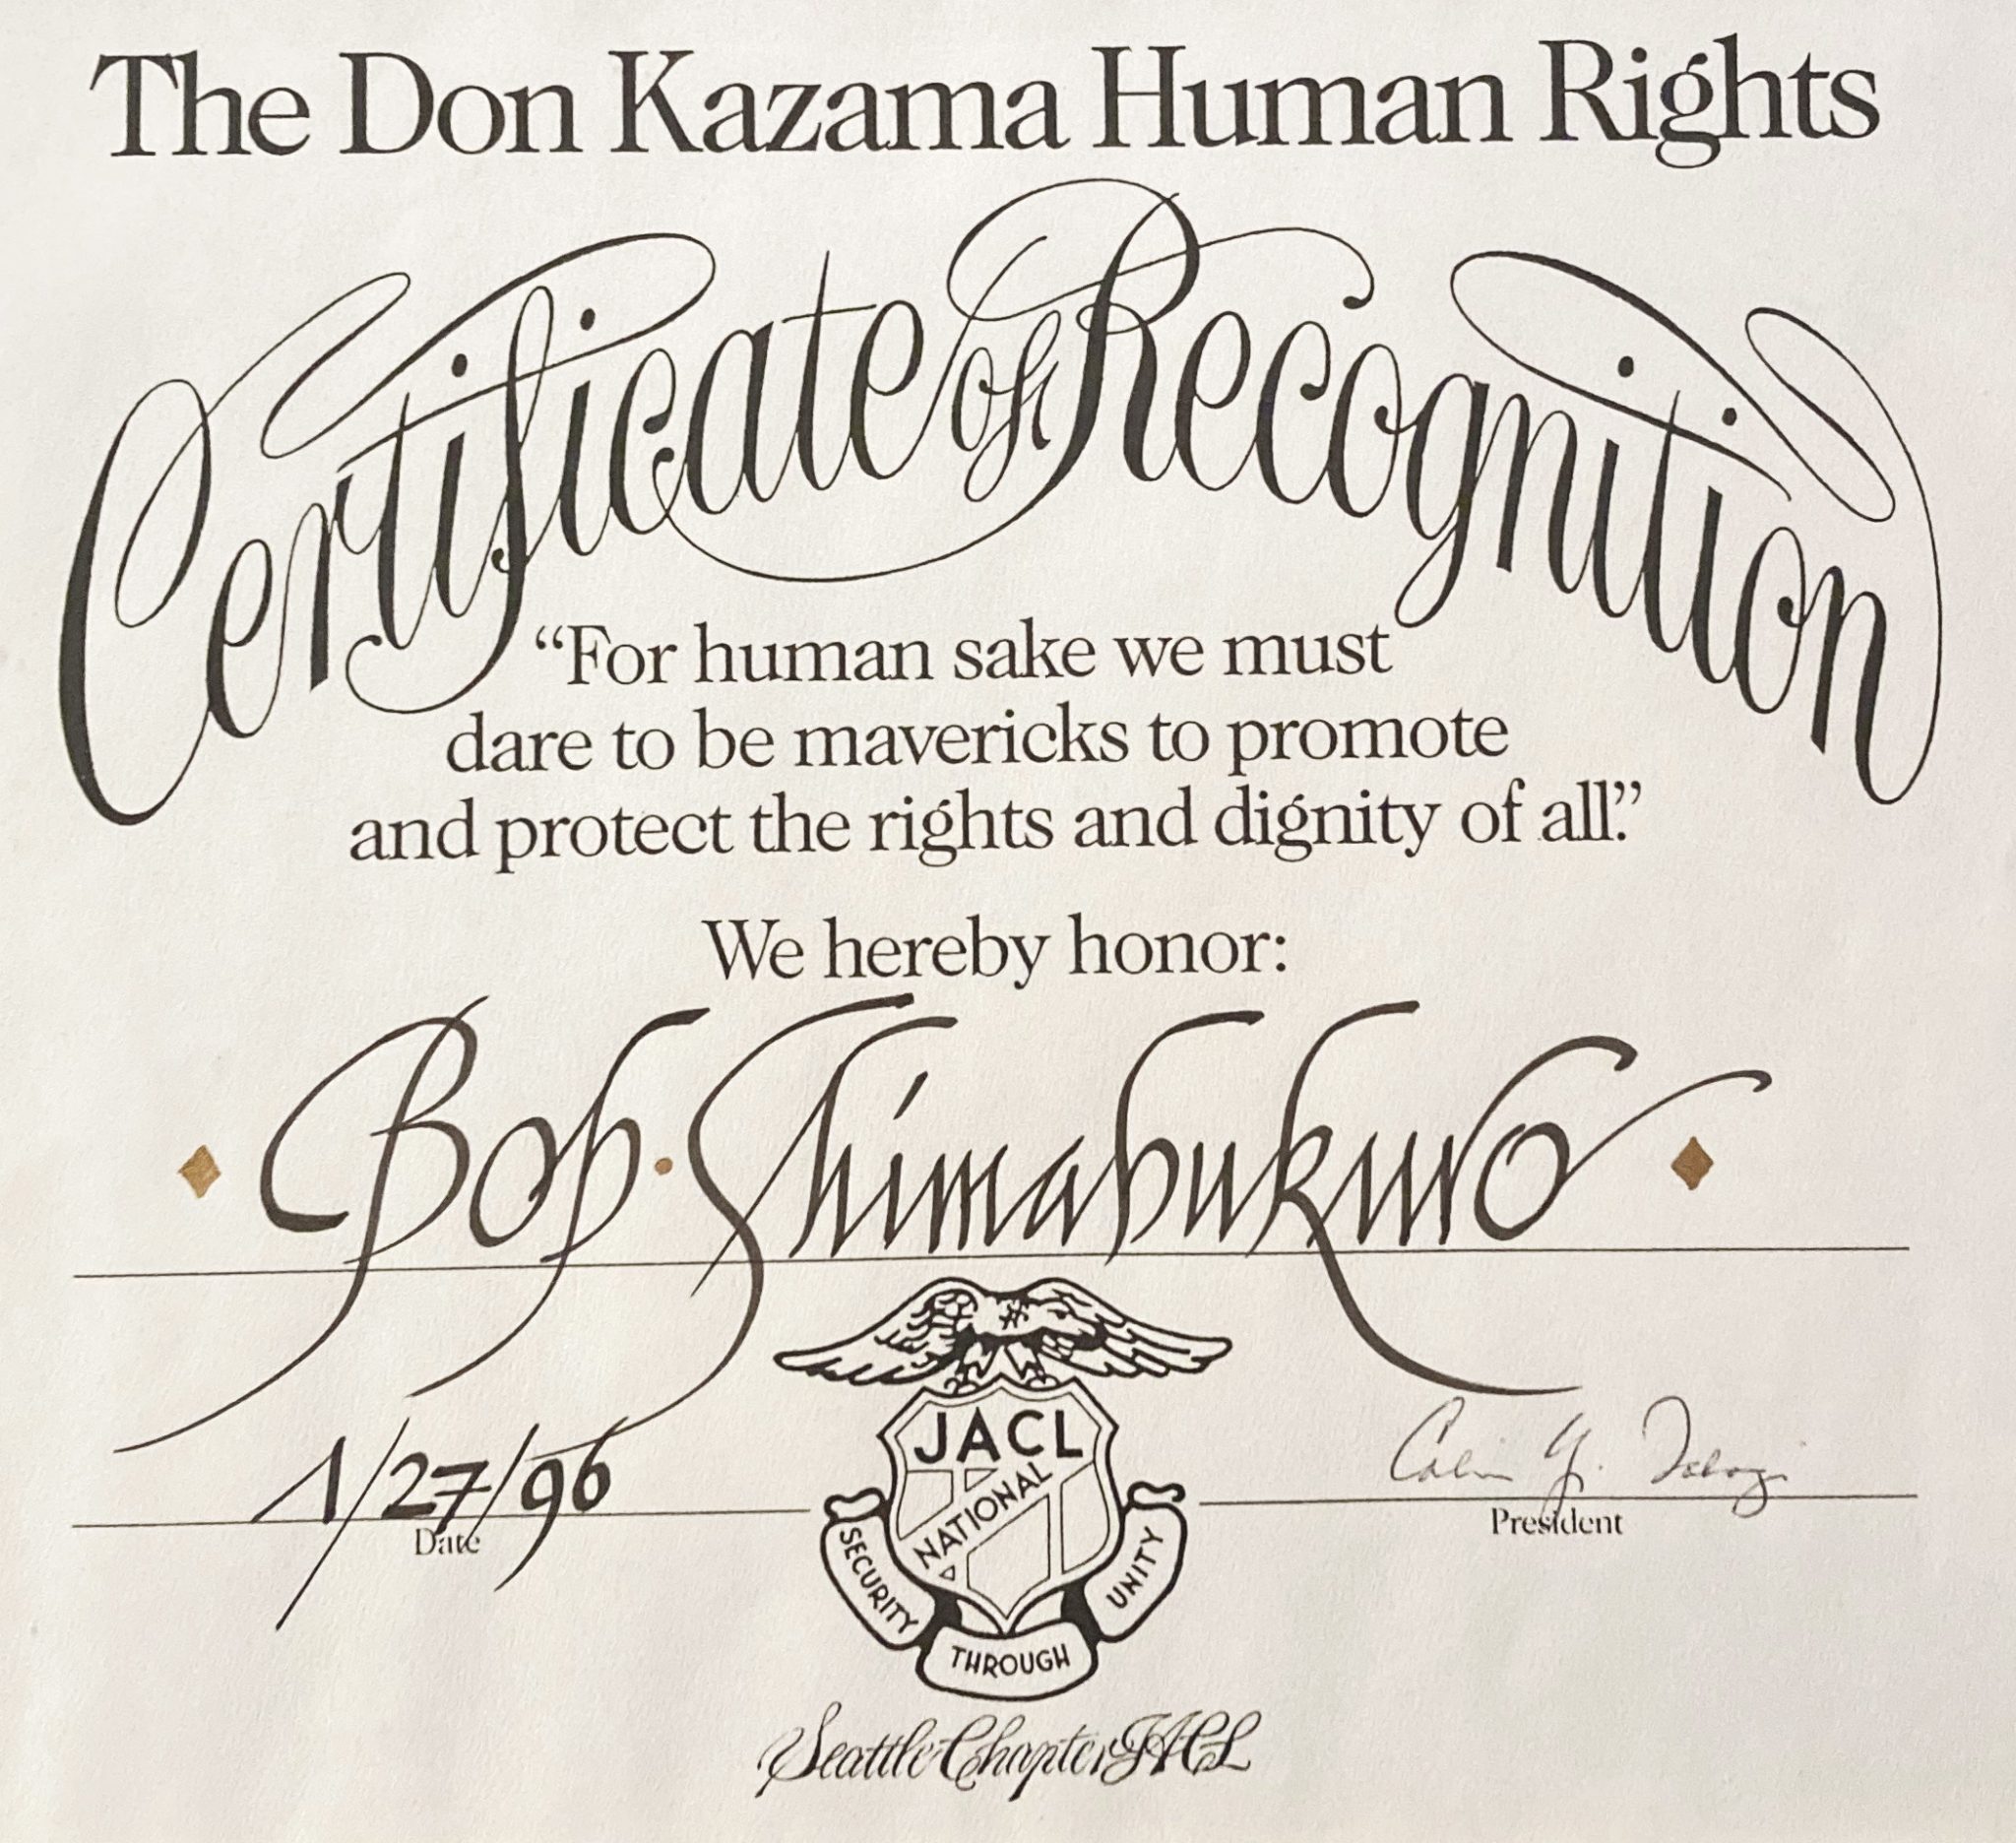 The Don Kazama Human Rights
Certificate of Recognition
“For human sake we must
dare to be mavericks to promote
and protect the rights and dignity of all.”
We hereby honor:
Bob Shimabukuro
1/27/96
Date
JACL
NATIONAL
SECURITY
THROUGH
UNITY
Colin Y.
President
Seattle Chapter JACL